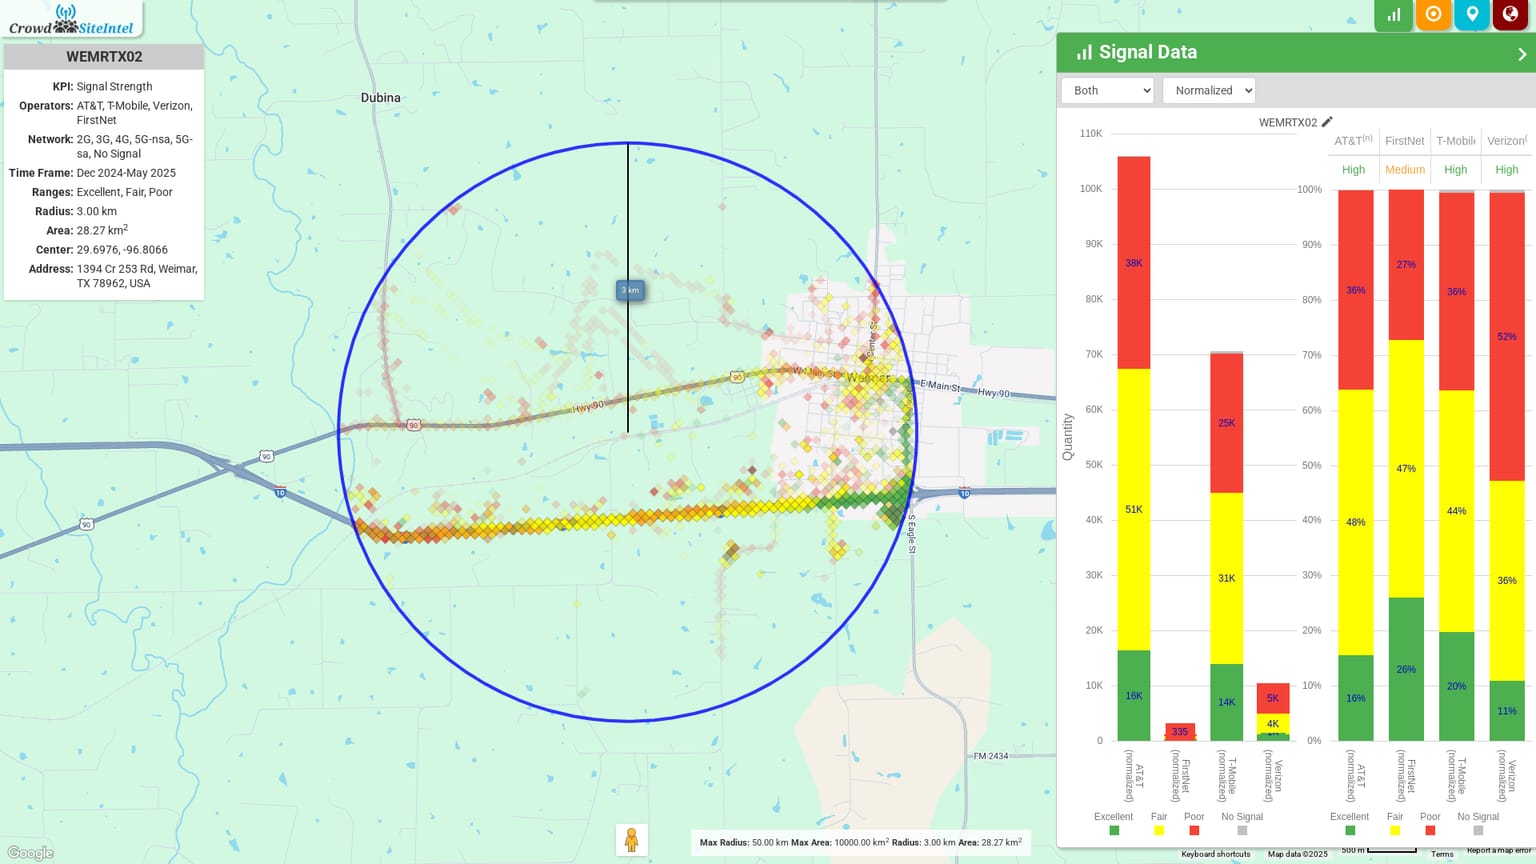 Crowd SiteIntel
WEMRTX02
KPI: Signal Strength
Operators: AT&T, T-Mobile, Verizon,
FirstNet
Network: 2G, 3G, 4G, 5G-nsa, 5G-
sa, No Signal
Time Frame: Dec 2024-May 2025
Ranges: Excellent, Fair, Poor
Radius: 3.00 km
Area: 28.27 km2
Center: 29.6976, -96.8066
Address: 1394 Cr 253 Rd, Weimar,
TX 78962, USA
Dubina
3 km
N Center St
W Main St
Weimar
E Main St
Hwy 90
90
Hwy 90
90
90
10
10
90
S Eagle St
FM 2434
Google
Max Radius: 50.00 km Max Area: 10000.00 km2 Radius: 3.00 km Area: 28.27 km2
Signal Data
Both
Normalized
WEMRTX02
110K
100K
90K
80K
70K
60K
50K
40K
30K
20K
10K
0
Quantity
38K
51K
16K
335
25K
31K
14K
5K
4K
AT&T (normalized)
FirstNet (normalized)
T-Mobile (normalized)
Verizon (normalized)
Excellent Fair Poor No Signal
AT&T(n) FirstNet T-Mobil Verizon(
High Medium High High
100%
90%
80%
70%
60%
50%
40%
30%
20%
10%
0%
36%
48%
16%
27%
47%
26%
36%
44%
20%
52%
36%
11%
AT&T (normalized)
FirstNet (normalized)
T-Mobile (normalized)
Verizon (normalized)
Excellent Fair Poor No Signal
Keyboard shortcuts Map data ©2025 500 m Terms Report a map error